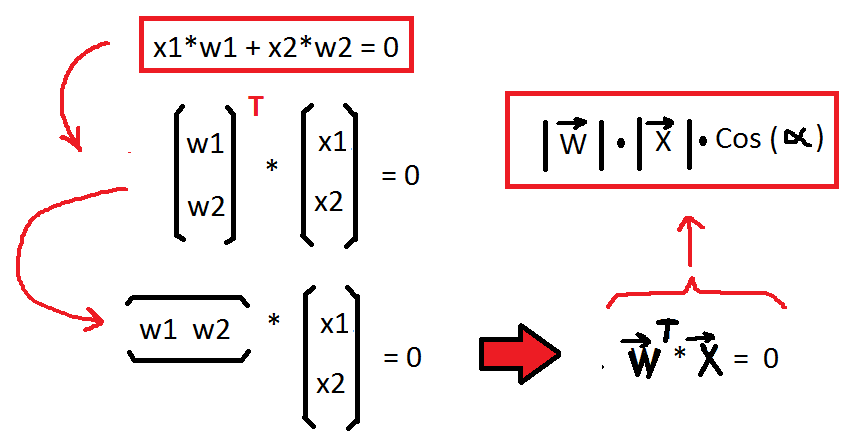 x1*w1 + x2*w2 = 0
T
w1 * x1 = 0
w2 x2
|W| • |X| • Cos (α)
w1 w2 * x1 = 0
x2
W^T * X = 0